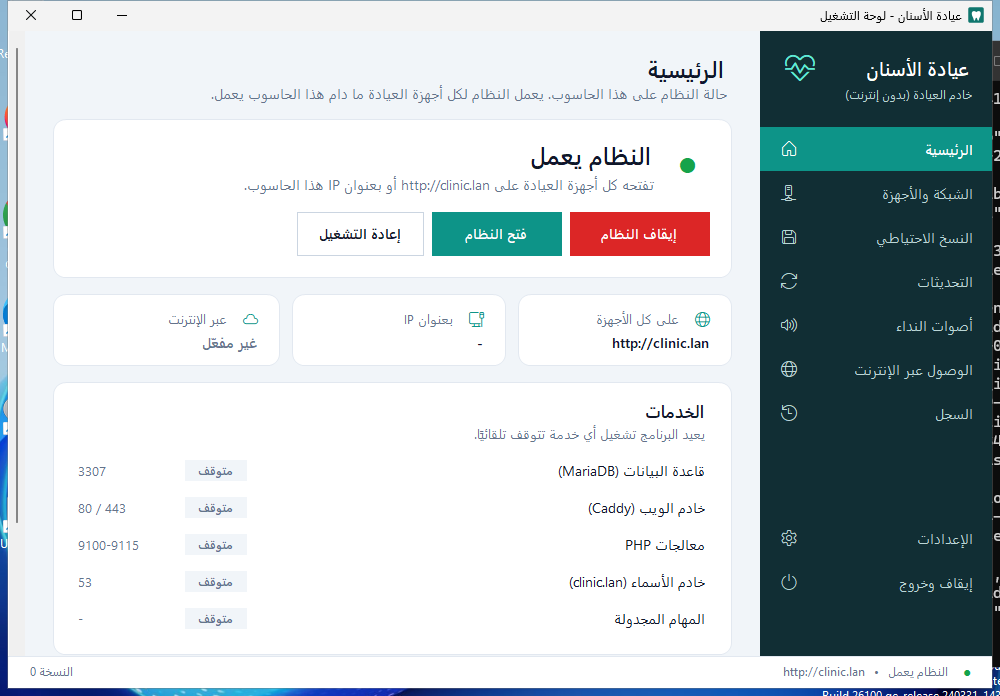 عيادة الأسنان - لوحة التشغيل
عيادة الأسنان
خادم العيادة (بدون إنترنت)
الرئيسية
الشبكة والأجهزة
النسخ الاحتياطي
التحديثات
أصوات النداء
الوصول عبر الإنترنت
السجل
الإعدادات
إيقاف وخروج
الرئيسية
حالة النظام على هذا الحاسوب. يعمل النظام لكل أجهزة العيادة ما دام هذا الحاسوب يعمل.
النظام يعمل
تفتحه كل أجهزة العيادة على http://clinic.lan أو بعنوان IP هذا الحاسوب.
إيقاف النظام
فتح النظام
إعادة التشغيل
على كل الأجهزة
http://clinic.lan
بعنوان IP
-
عبر الإنترنت
غير مفعّل
الخدمات
يعيد البرنامج تشغيل أي خدمة تتوقف تلقائيًا.
قاعدة البيانات (MariaDB) متوقف 3307
خادم الويب (Caddy) متوقف 80 / 443
معالجات PHP متوقف 9100-9115
خادم الأسماء (clinic.lan) متوقف 53
المهام المجدولة متوقف -
النظام يعمل • http://clinic.lan
النسخة 0